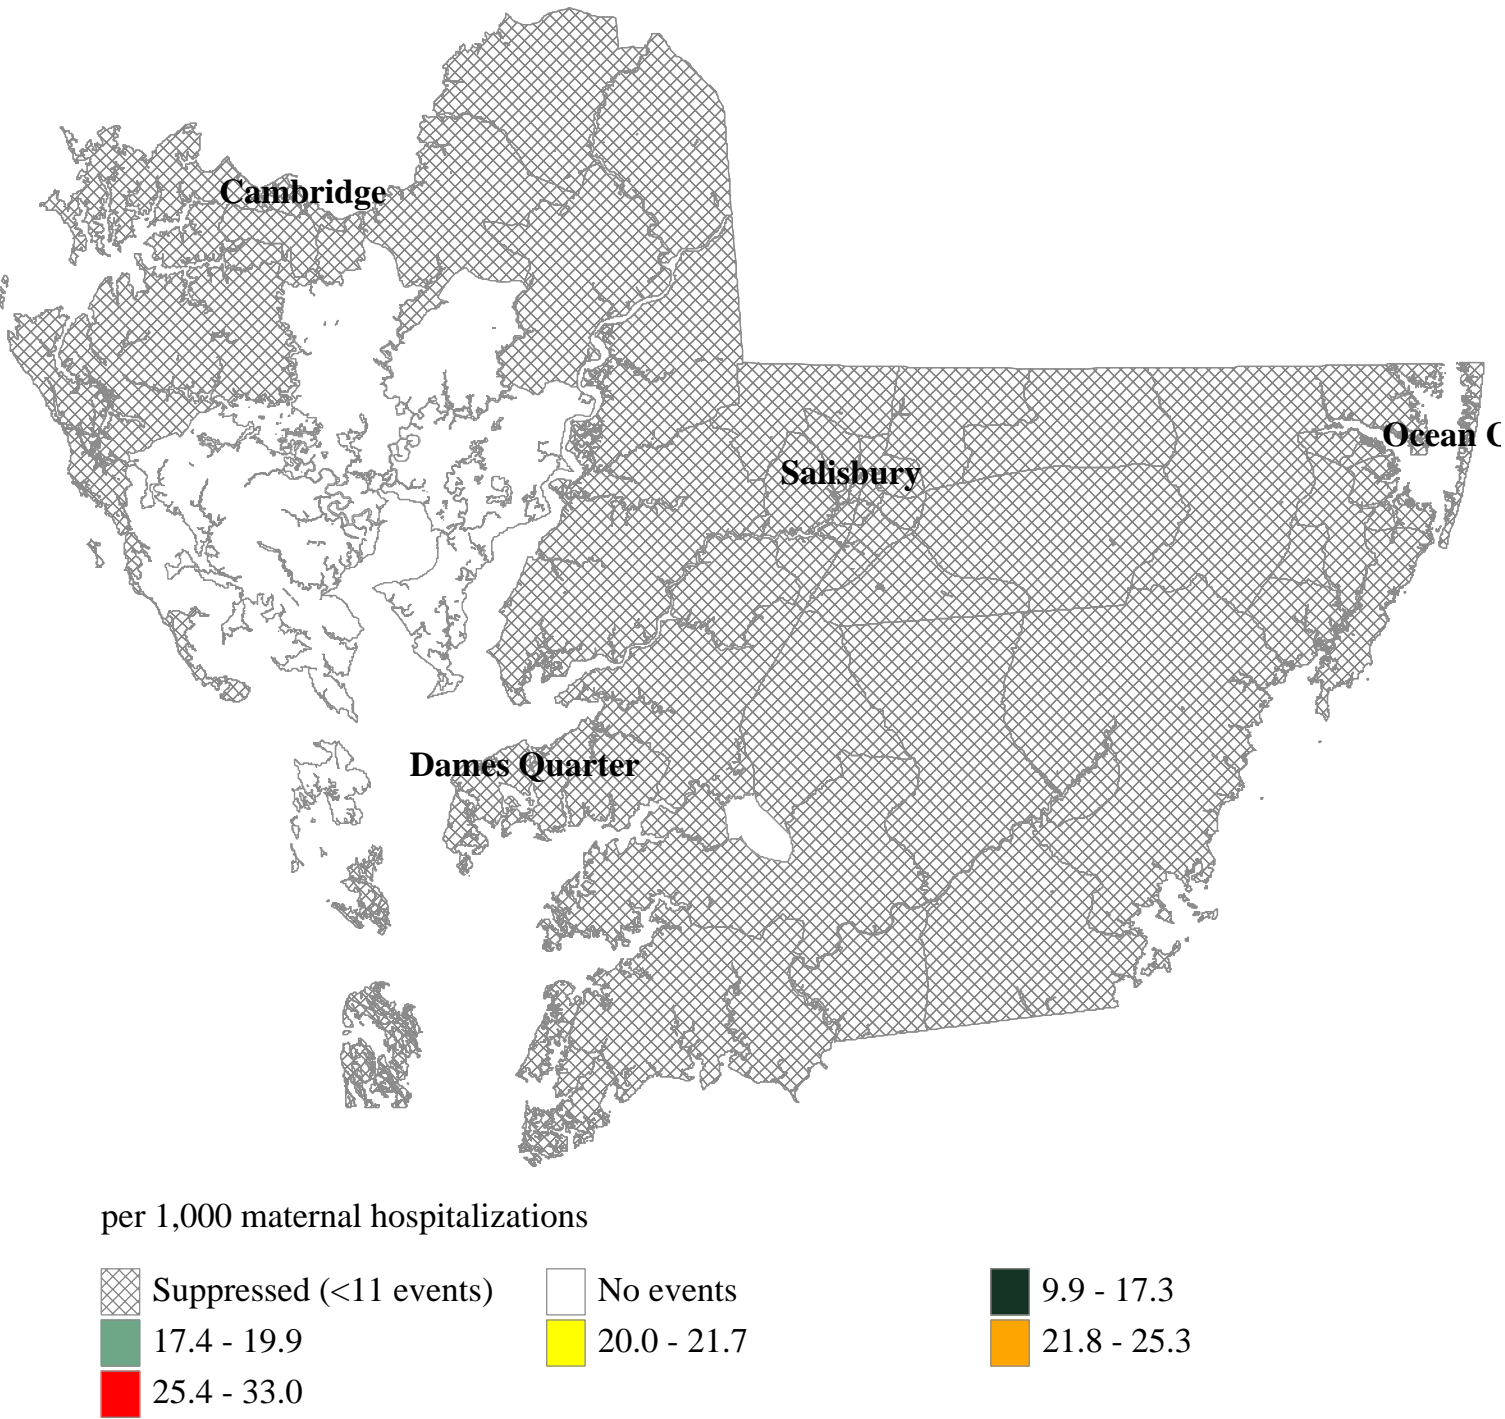 Cambridge
Ocean C
Salisbury
Dames Quarter
per 1,000 maternal hospitalizations
Suppressed (<11 events)
No events
9.9 - 17.3
17.4 - 19.9
20.0 - 21.7
21.8 - 25.3
25.4 - 33.0